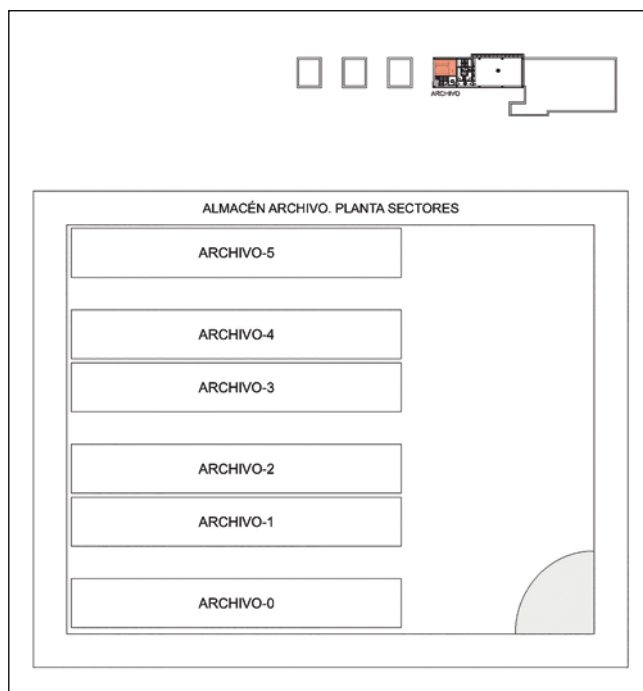 ARCHIVO
ALMACÉN ARCHIVO. PLANTA SECTORES
ARCHIVO-5
ARCHIVO-4
ARCHIVO-3
ARCHIVO-2
ARCHIVO-1
ARCHIVO-0